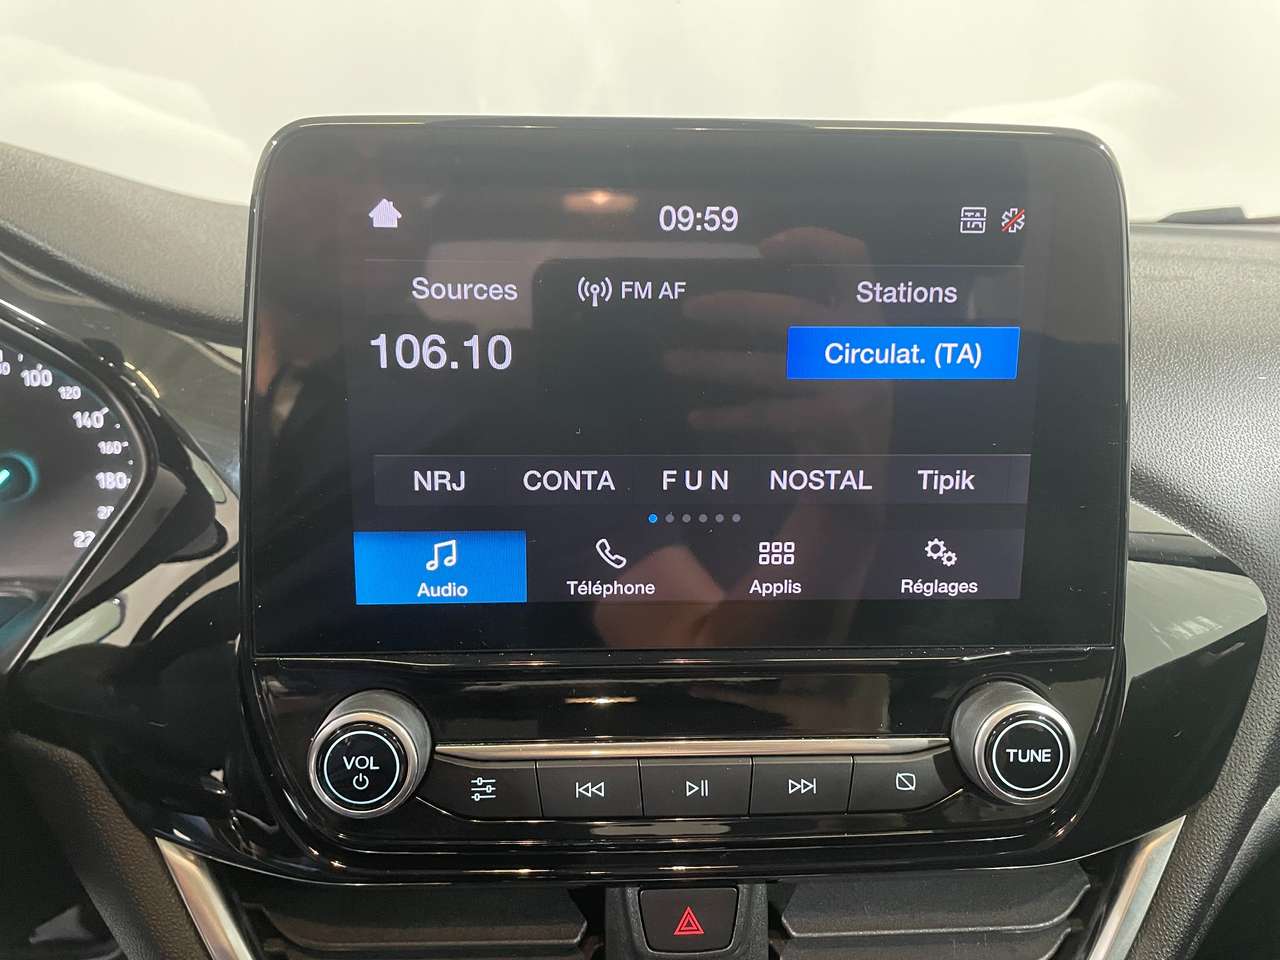 09:59
TA
Sources FM AF Stations
106.10 Circulat. (TA)
NRJ CONTA F U N NOSTAL Tipik
Audio Téléphone Applis Réglages
VOL TUNE
100
120
140
160
180